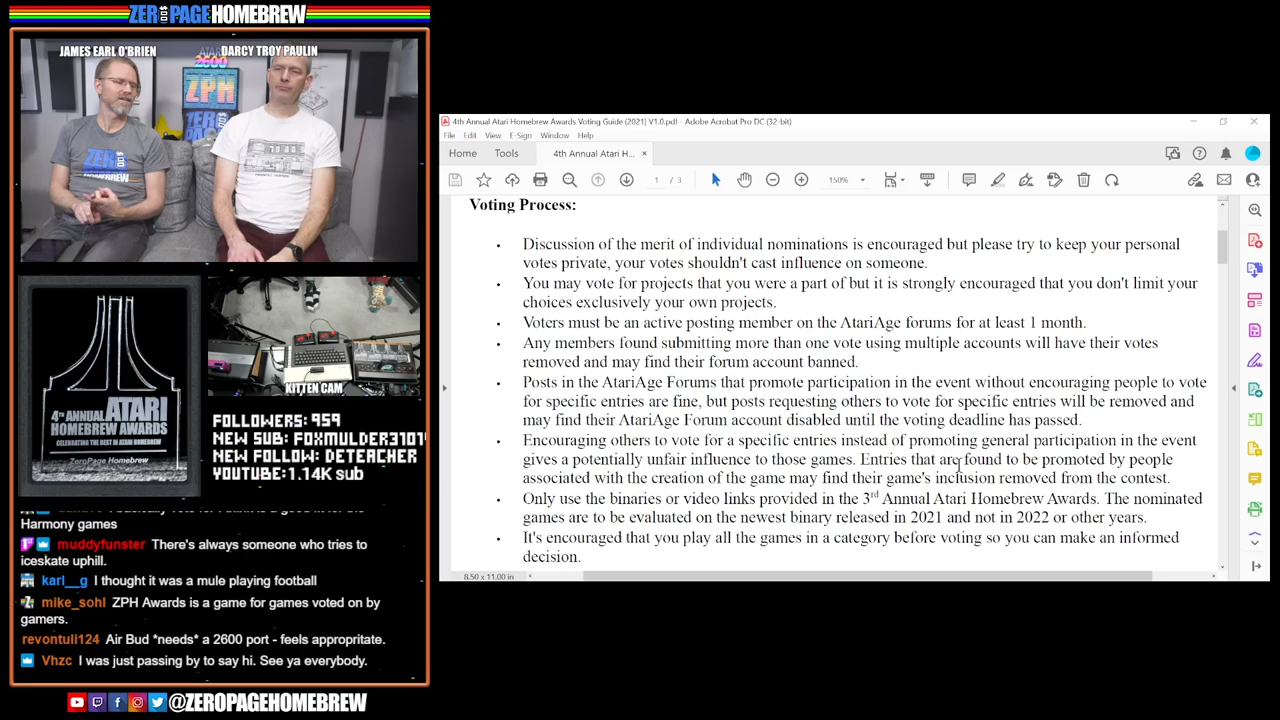 ZEROPAGEHOMEBREW
JAMES EARL O'BRIEN
DARCY TROY PAULIN
ATARI
2600
ZPH
4TH ANNUAL ATARI
HOMEBREW AWARDS
CELEBRATING THE BEST IN ATARI HOMEBREW
ZeroPage Homebrew
KITTEN CAM
FOLLOWERS: 959
NEW SUB: FOXMULDER3101
NEW FOLLOW: DETEACHER
YOUTUBE:1.14K sub
Harmony games
muddyfunster There's always someone who tries to
iceskate uphill.
karl__g I thought it was a mule playing football
mike_sohl ZPH Awards is a game for games voted on by
gamers.
revontuli124 Air Bud *needs* a 2600 port - feels appropritate.
Vhzc I was just passing by to say hi. See ya everybody.
@ZEROPAGEHOMEBREW
4th Annual Atari Homebrew Awards Voting Guide (2021) V1.0.pdf - Adobe Acrobat Pro DC (32-bit)
File Edit View E-Sign Window Help
Home Tools 4th Annual Atari H... ×
1 / 3 150%
Voting Process:
• Discussion of the merit of individual nominations is encouraged but please try to keep your personal
votes private, your votes shouldn't cast influence on someone.
• You may vote for projects that you were a part of but it is strongly encouraged that you don't limit your
choices exclusively your own projects.
• Voters must be an active posting member on the AtariAge forums for at least 1 month.
• Any members found submitting more than one vote using multiple accounts will have their votes
removed and may find their forum account banned.
• Posts in the AtariAge Forums that promote participation in the event without encouraging people to vote
for specific entries are fine, but posts requesting others to vote for specific entries will be removed and
may find their AtariAge Forum account disabled until the voting deadline has passed.
• Encouraging others to vote for a specific entries instead of promoting general participation in the event
gives a potentially unfair influence to those games. Entries that are found to be promoted by people
associated with the creation of the game may find their game's inclusion removed from the contest.
• Only use the binaries or video links provided in the 3rd Annual Atari Homebrew Awards. The nominated
games are to be evaluated on the newest binary released in 2021 and not in 2022 or other years.
• It's encouraged that you play all the games in a category before voting so you can make an informed
decision.
8.50 x 11.00 in